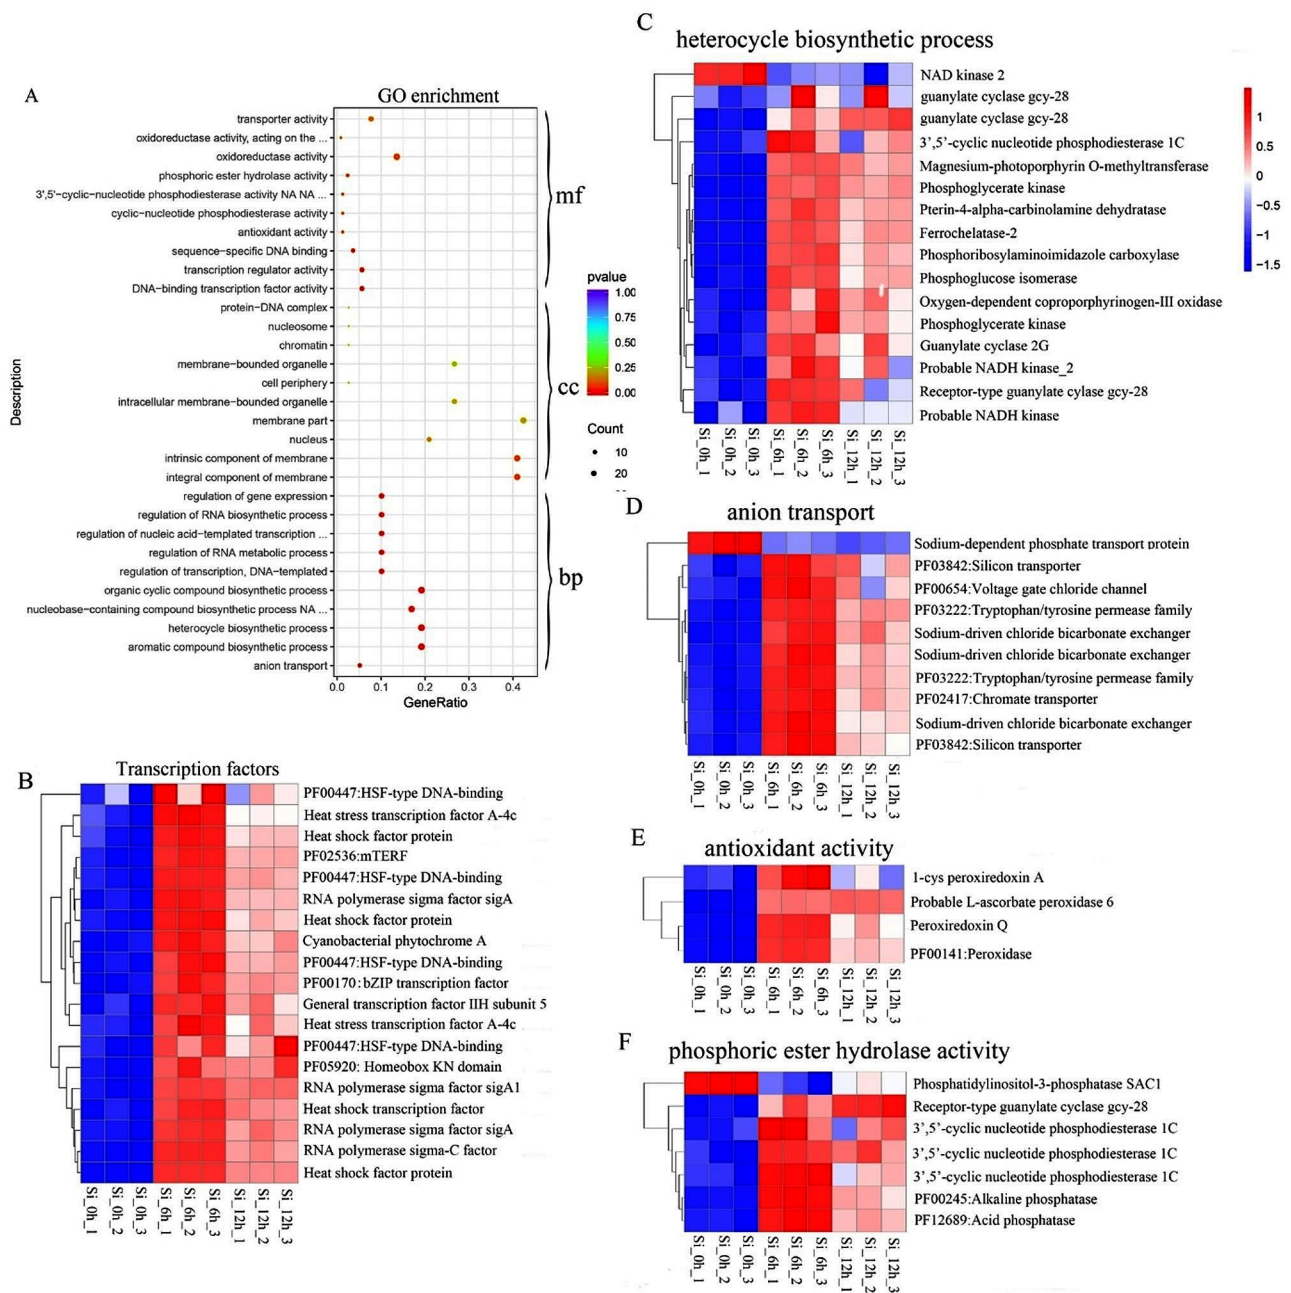 A
GO enrichment
Description
transporter activity
oxidoreductase activity, acting on the ...
oxidoreductase activity
phosphoric ester hydrolase activity
3',5'−cyclic−nucleotide phosphodiesterase activity NA NA ...
cyclic−nucleotide phosphodiesterase activity
antioxidant activity
sequence−specific DNA binding
transcription regulator activity
DNA−binding transcription factor activity
protein−DNA complex
nucleosome
chromatin
membrane−bounded organelle
cell periphery
intracellular membrane−bounded organelle
membrane part
nucleus
intrinsic component of membrane
integral component of membrane
regulation of gene expression
regulation of RNA biosynthetic process
regulation of nucleic acid−templated transcription ...
regulation of RNA metabolic process
regulation of transcription, DNA−templated
organic cyclic compound biosynthetic process
nucleobase−containing compound biosynthetic process NA ...
heterocycle biosynthetic process
aromatic compound biosynthetic process
anion transport
0.0 0.1 0.2 0.3 0.4
GeneRatio
mf
cc
bp
pvalue
1.00
0.75
0.50
0.25
0.00
Count
10
20
B
Transcription factors
PF00447:HSF-type DNA-binding
Heat stress transcription factor A-4c
Heat shock factor protein
PF02536:mTERF
PF00447:HSF-type DNA-binding
RNA polymerase sigma factor sigA
Heat shock factor protein
Cyanobacterial phytochrome A
PF00447:HSF-type DNA-binding
PF00170:bZIP transcription factor
General transcription factor IIH subunit 5
Heat stress transcription factor A-4c
PF00447:HSF-type DNA-binding
PF05920: Homeobox KN domain
RNA polymerase sigma factor sigA1
Heat shock transcription factor
RNA polymerase sigma factor sigA
RNA polymerase sigma-C factor
Heat shock factor protein
Si_0h_1 Si_0h_2 Si_0h_3 Si_6h_1 Si_6h_2 Si_6h_3 Si_12h_1 Si_12h_2 Si_12h_3
C
heterocycle biosynthetic process
NAD kinase 2
guanylate cyclase gcy-28
guanylate cyclase gcy-28
3',5'-cyclic nucleotide phosphodiesterase 1C
Magnesium-photoporphyrin O-methyltransferase
Phosphoglycerate kinase
Pterin-4-alpha-carbinolamine dehydratase
Ferrochelatase-2
Phosphoribosylaminoimidazole carboxylase
Phosphoglucose isomerase
Oxygen-dependent coproporphyrinogen-III oxidase
Phosphoglycerate kinase
Guanylate cyclase 2G
Probable NADH kinase_2
Receptor-type guanylate cylase gcy-28
Probable NADH kinase
Si_0h_1 Si_0h_2 Si_0h_3 Si_6h_1 Si_6h_2 Si_6h_3 Si_12h_1 Si_12h_2 Si_12h_3
1
0.5
0
−0.5
−1
−1.5
D
anion transport
Sodium-dependent phosphate transport protein
PF03842:Silicon transporter
PF00654:Voltage gate chloride channel
PF03222:Tryptophan/tyrosine permease family
Sodium-driven chloride bicarbonate exchanger
Sodium-driven chloride bicarbonate exchanger
PF03222:Tryptophan/tyrosine permease family
PF02417:Chromate transporter
Sodium-driven chloride bicarbonate exchanger
PF03842:Silicon transporter
Si_0h_1 Si_0h_2 Si_0h_3 Si_6h_1 Si_6h_2 Si_6h_3 Si_12h_1 Si_12h_2 Si_12h_3
E
antioxidant activity
1-cys peroxiredoxin A
Probable L-ascorbate peroxidase 6
Peroxiredoxin Q
PF00141:Peroxidase
Si_0h_1 Si_0h_2 Si_0h_3 Si_6h_1 Si_6h_2 Si_6h_3 Si_12h_1 Si_12h_2 Si_12h_3
F
phosphoric ester hydrolase activity
Phosphatidylinositol-3-phosphatase SAC1
Receptor-type guanylate cyclase gcy-28
3',5'-cyclic nucleotide phosphodiesterase 1C
3',5'-cyclic nucleotide phosphodiesterase 1C
3',5'-cyclic nucleotide phosphodiesterase 1C
PF00245:Alkaline phosphatase
PF12689:Acid phosphatase
Si_0h_1 Si_0h_2 Si_0h_3 Si_6h_1 Si_6h_2 Si_6h_3 Si_12h_1 Si_12h_2 Si_12h_3